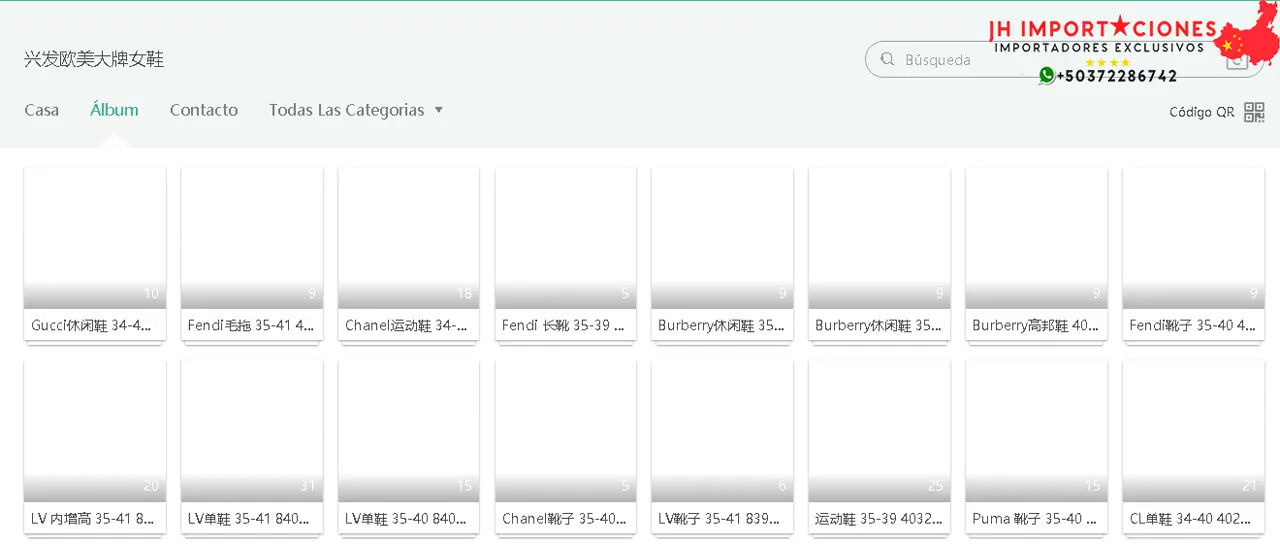 JH IMPORTACIONES
兴发欧美大牌女鞋
Búsqueda
IMPORTADORES EXCLUSIVOS
+50372286742
Casa Álbum Contacto Todas Las Categorias
Código QR
10 9 18 5 9 9 9 9
Gucci休闲鞋 34-4... Fendi毛拖 35-41 4... Chanel运动鞋 34-... Fendi 长靴 35-39 ... Burberry休闲鞋 35... Burberry休闲鞋 35... Burberry高邦鞋 40... Fendi靴子 35-40 4...
20 31 15 5 6 25 15 21
LV 内增高 35-41 8... LV单鞋 35-41 840... LV单鞋 35-40 840... Chanel靴子 35-40... LV靴子 35-41 839... 运动鞋 35-39 4032... Puma 靴子 35-40 ... CL单鞋 34-40 402...